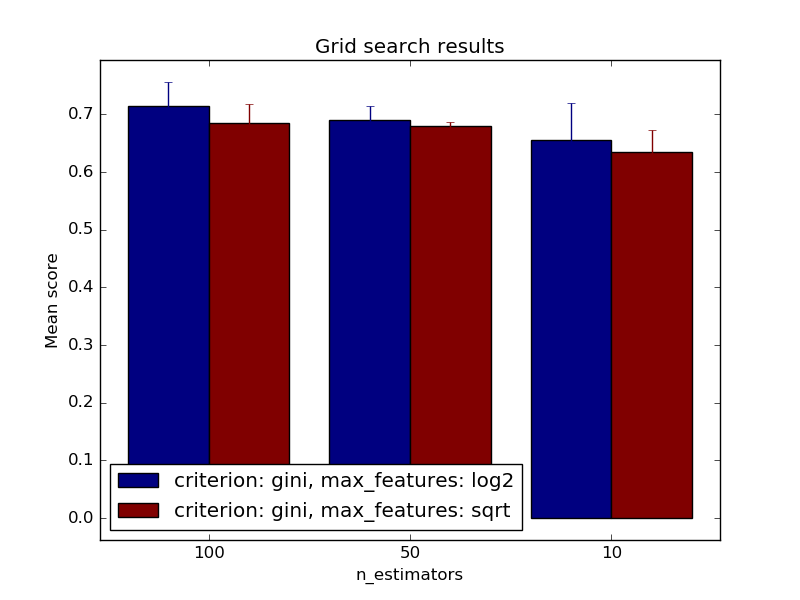 Grid search results
Mean score
0.7
0.6
0.5
0.4
0.3
0.2
0.1
0.0
criterion: gini, max_features: log2
criterion: gini, max_features: sqrt
100 50 10
n_estimators